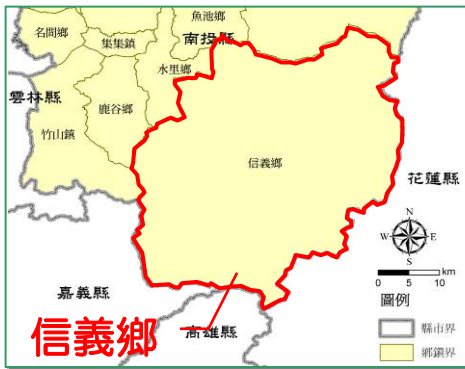 魚池鄉
名間鄉
集集鎮
南投縣
水里鄉
雲林縣
鹿谷鄉
竹山鎮
信義鄉
花蓮縣
N
W
E
S
0 5 10 km
嘉義縣
圖例
信義鄉
高雄縣
縣市界
鄉鎮界